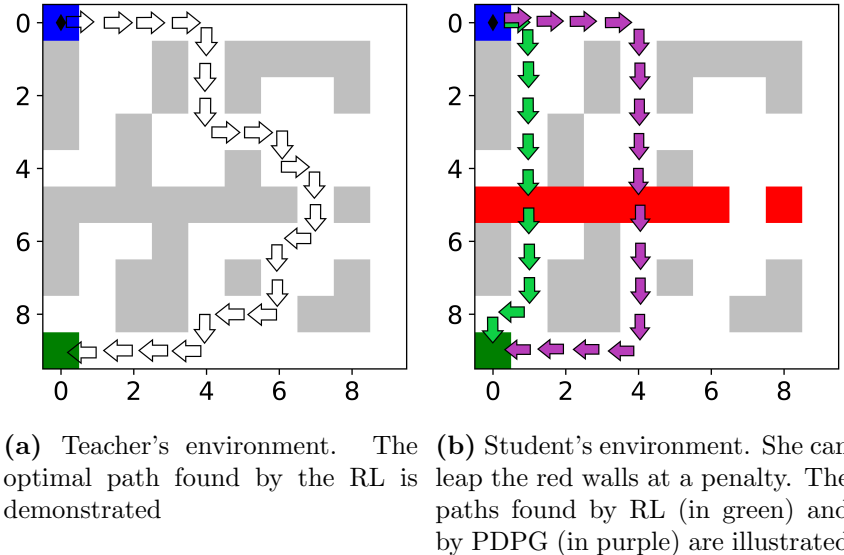 0
2
4
6
8
0 2 4 6 8
0
2
4
6
8
0 2 4 6 8
(a) Teacher's environment. The
optimal path found by the RL is
demonstrated
(b) Student's environment. She can
leap the red walls at a penalty. The
paths found by RL (in green) and
by PDPG (in purple) are illustrated